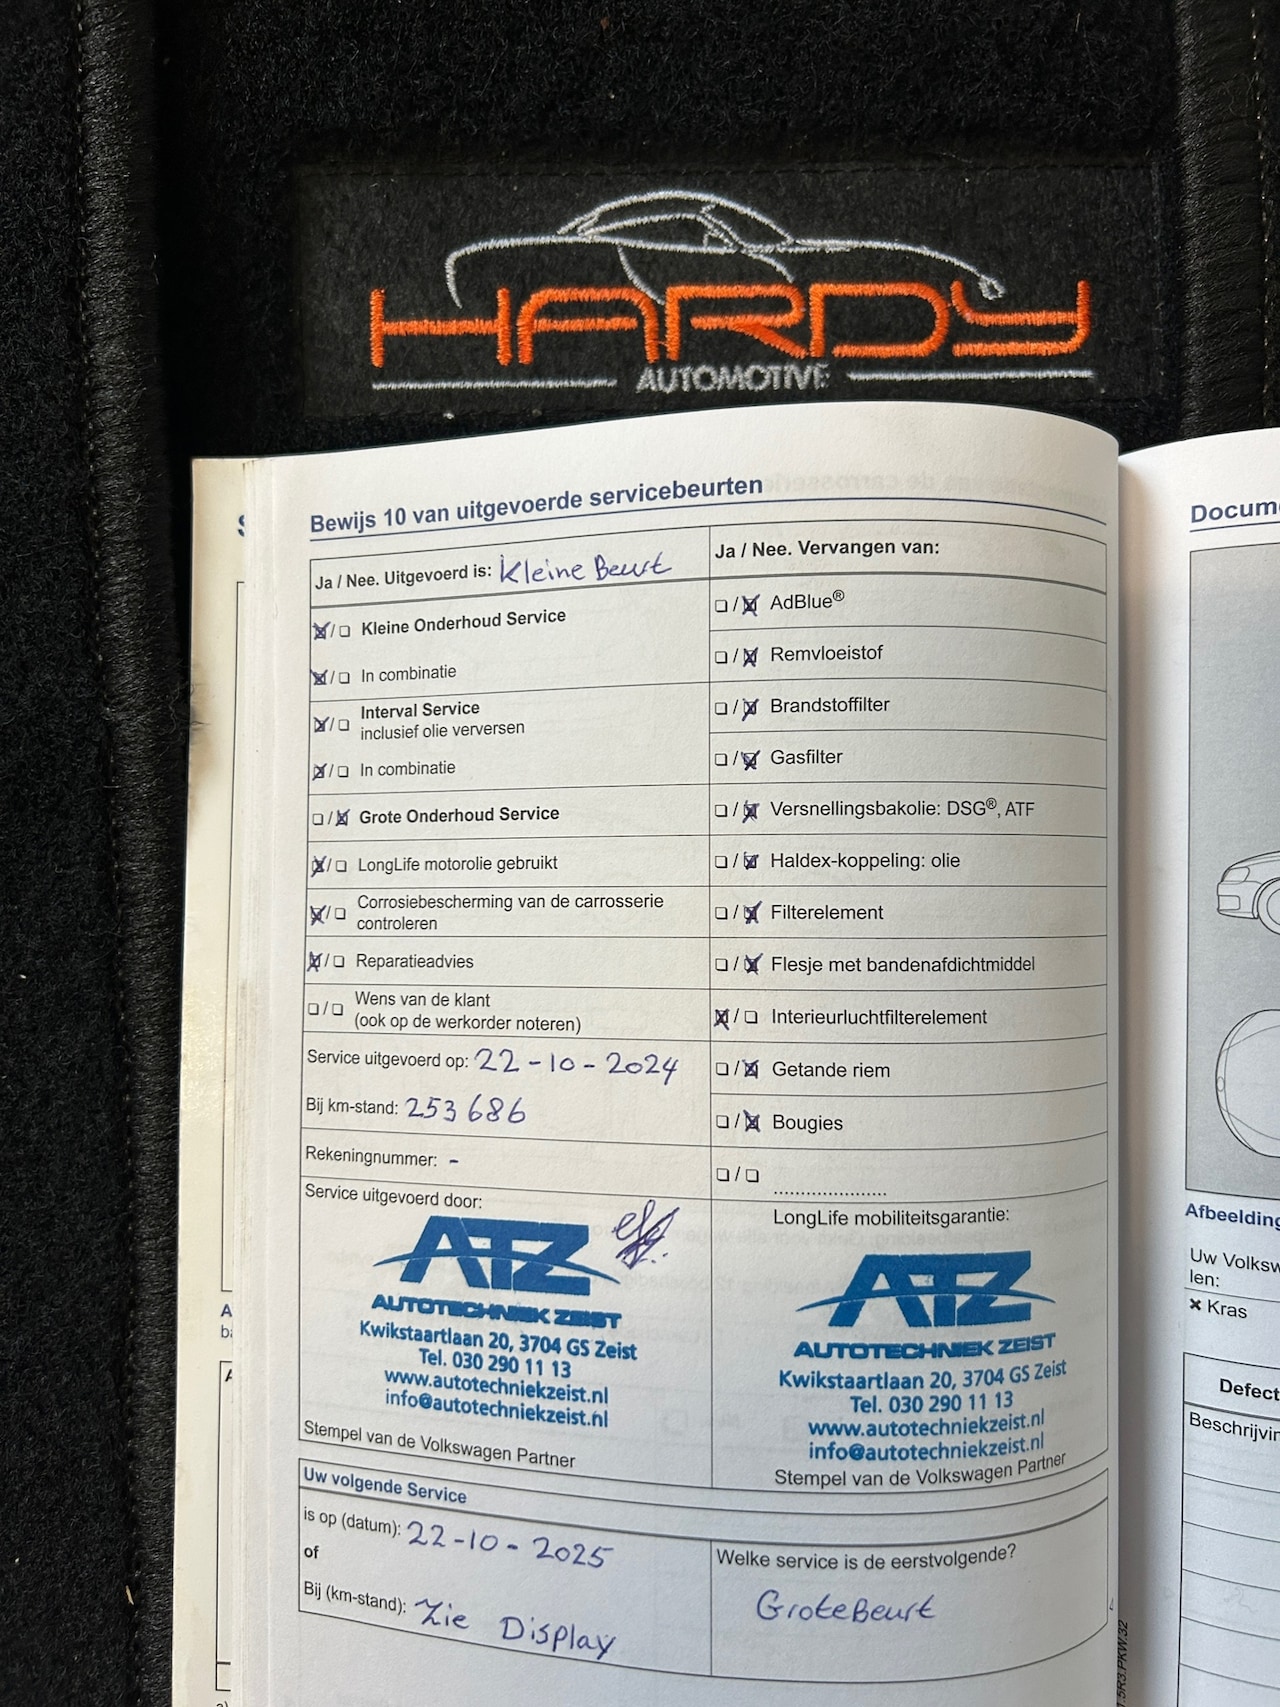 HARDY
AUTOMOTIVE
Bewijs 10 van uitgevoerde servicebeurten
Ja / Nee. Uitgevoerd is: Kleine Beurt
☒/☐ Kleine Onderhoud Service
☒/☐ In combinatie
☒/☐ Interval Service
inclusief olie verversen
☒/☐ In combinatie
☐/☒ Grote Onderhoud Service
☒/☐ LongLife motorolie gebruikt
☒/☐ Corrosiebescherming van de carrosserie
controleren
☒/☐ Reparatieadvies
☐/☐ Wens van de klant
(ook op de werkorder noteren)
Service uitgevoerd op: 22-10-2024
Bij km-stand: 253686
Rekeningnummer: -
Service uitgevoerd door:
ATZ
AUTOTECHNIEK ZEIST
Kwikstaartlaan 20, 3704 GS Zeist
Tel. 030 290 11 13
www.autotechniekzeist.nl
info@autotechniekzeist.nl
Stempel van de Volkswagen Partner
Ja / Nee. Vervangen van:
☐/☒ AdBlue®
☐/☒ Remvloeistof
☐/☒ Brandstoffilter
☐/☒ Gasfilter
☐/☒ Versnellingsbakolie: DSG®, ATF
☐/☒ Haldex-koppeling: olie
☐/☒ Filterelement
☐/☒ Flesje met bandenafdichtmiddel
☒/☐ Interieurluchtfilterelement
☐/☒ Getande riem
☐/☒ Bougies
☐/☐ .....................
LongLife mobiliteitsgarantie:
ATZ
AUTOTECHNIEK ZEIST
Kwikstaartlaan 20, 3704 GS Zeist
Tel. 030 290 11 13
www.autotechniekzeist.nl
info@autotechniekzeist.nl
Stempel van de Volkswagen Partner
Uw volgende Service
is op (datum): 22-10-2025
of
Bij (km-stand): Zie Display
Welke service is de eerstvolgende?
Grote Beurt
Docum
Afbeelding
Uw Volksw
len:
✖ Kras
Defect
Beschrijvin